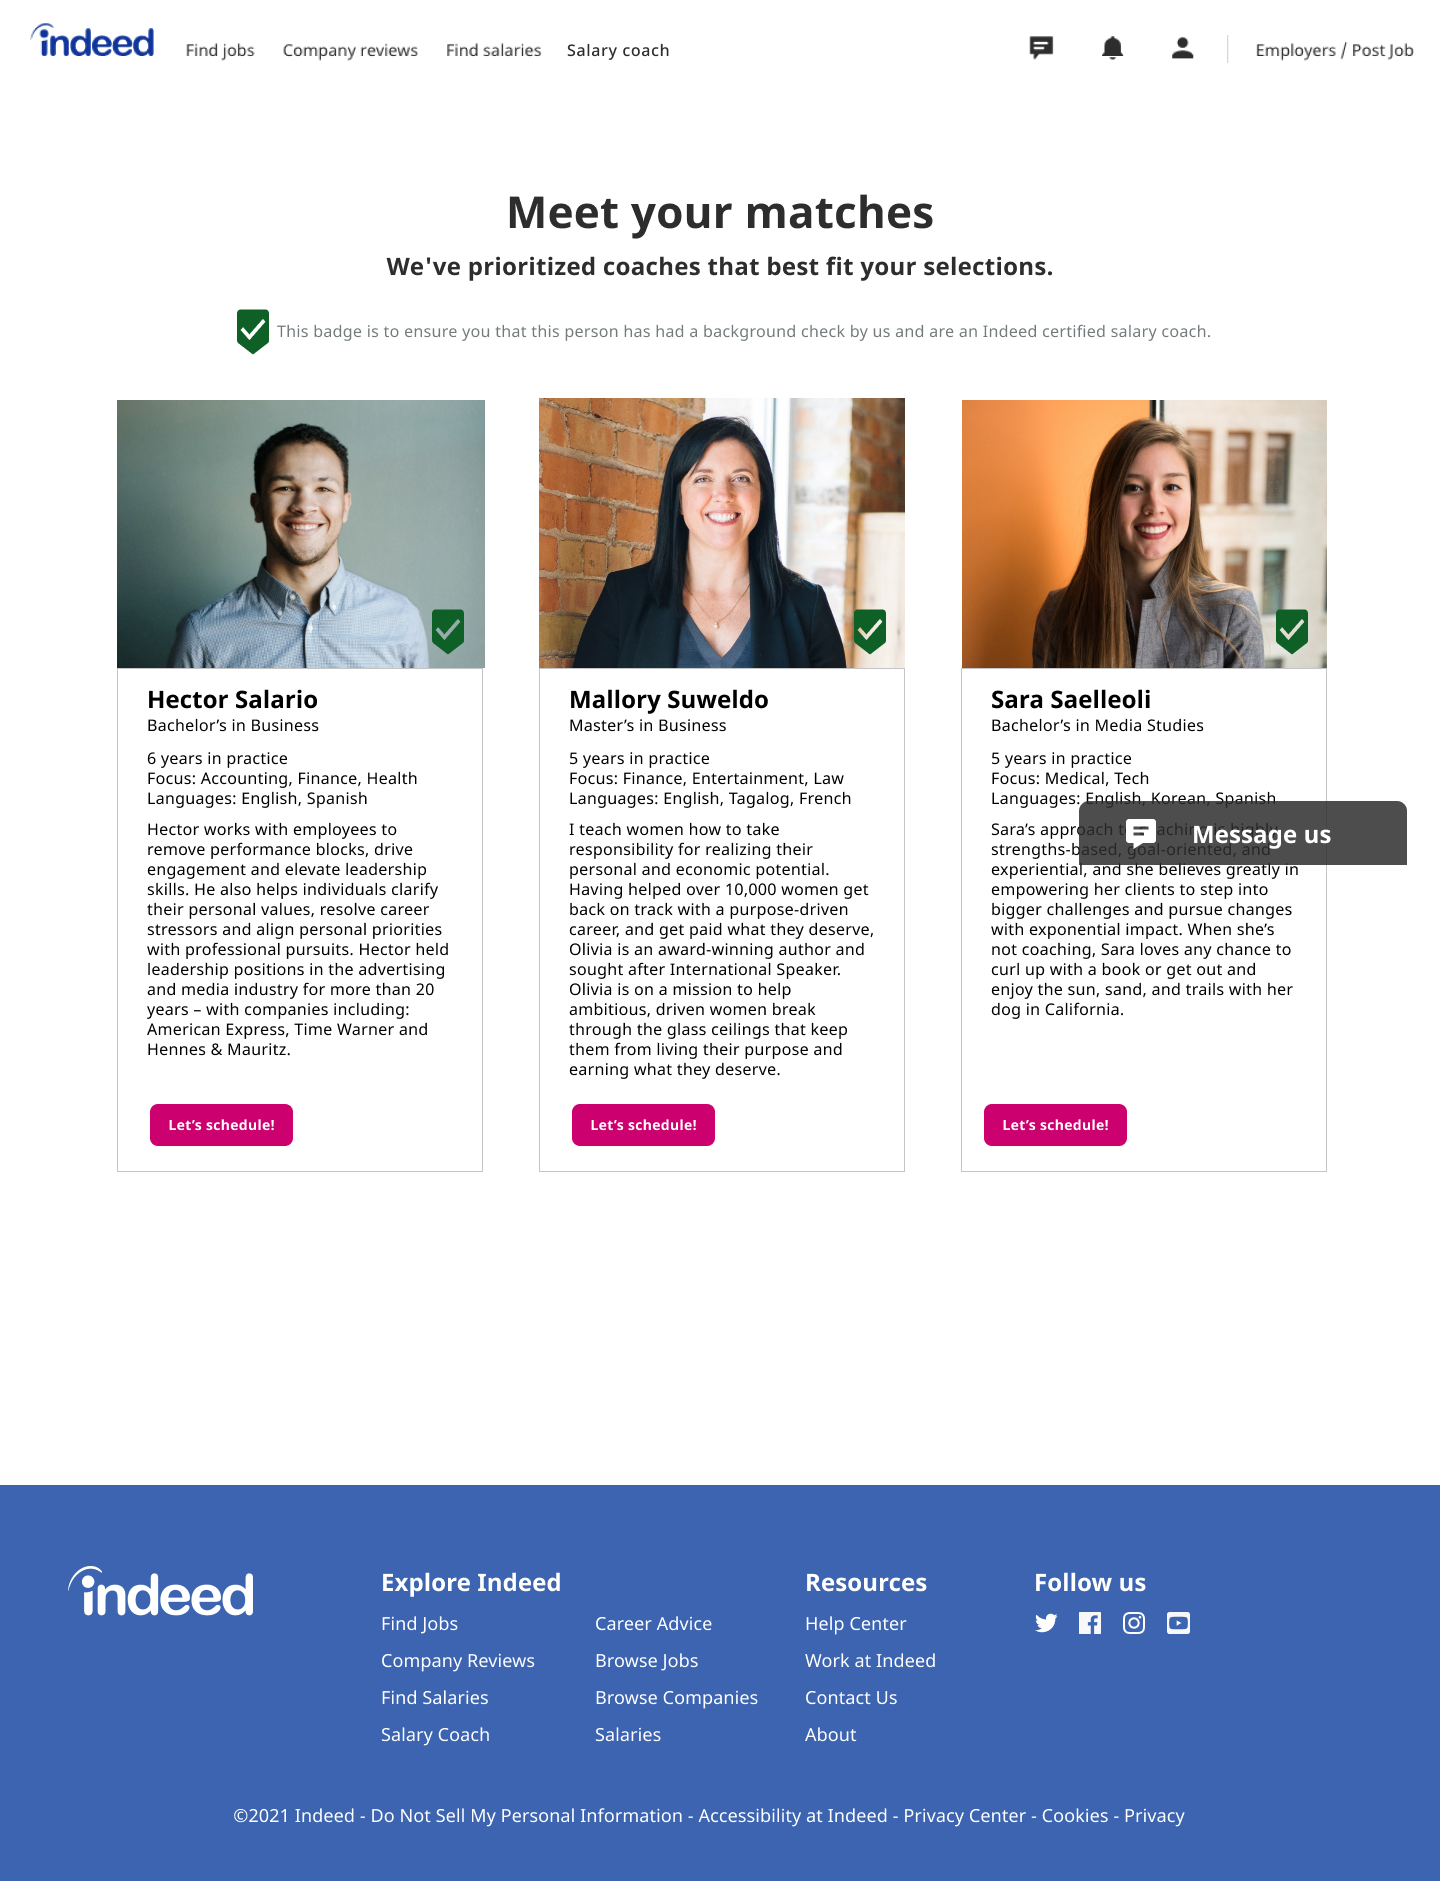 indeed
Find jobs
Company reviews
Find salaries
Salary coach
Employers / Post Job
Meet your matches
We've prioritized coaches that best fit your selections.
This badge is to ensure you that this person has had a background check by us and are an Indeed certified salary coach.
Hector Salario
Bachelor’s in Business
6 years in practice
Focus: Accounting, Finance, Health
Languages: English, Spanish
Hector works with employees to
remove performance blocks, drive
engagement and elevate leadership
skills. He also helps individuals clarify
their personal values, resolve career
stressors and align personal priorities
with professional pursuits. Hector held
leadership positions in the advertising
and media industry for more than 20
years – with companies including:
American Express, Time Warner and
Hennes & Mauritz.
Let’s schedule!
Mallory Suweldo
Master’s in Business
5 years in practice
Focus: Finance, Entertainment, Law
Languages: English, Tagalog, French
I teach women how to take
responsibility for realizing their
personal and economic potential.
Having helped over 10,000 women get
back on track with a purpose-driven
career, and get paid what they deserve,
Olivia is an award-winning author and
sought after International Speaker.
Olivia is on a mission to help
ambitious, driven women break
through the glass ceilings that keep
them from living their purpose and
earning what they deserve.
Let’s schedule!
Sara Saelleoli
Bachelor’s in Media Studies
5 years in practice
Focus: Medical, Tech
Languages: English, Korean, Spanish
Sara’s approach
strengths-based, goal-oriented, and
experiential, and she believes greatly in
empowering her clients to step into
bigger challenges and pursue changes
with exponential impact. When she’s
not coaching, Sara loves any chance to
curl up with a book or get out and
enjoy the sun, sand, and trails with her
dog in California.
Let’s schedule!
Message us
indeed
Explore Indeed
Find Jobs
Company Reviews
Find Salaries
Salary Coach
Career Advice
Browse Jobs
Browse Companies
Salaries
Resources
Help Center
Work at Indeed
Contact Us
About
Follow us
©2021 Indeed - Do Not Sell My Personal Information - Accessibility at Indeed - Privacy Center - Cookies - Privacy